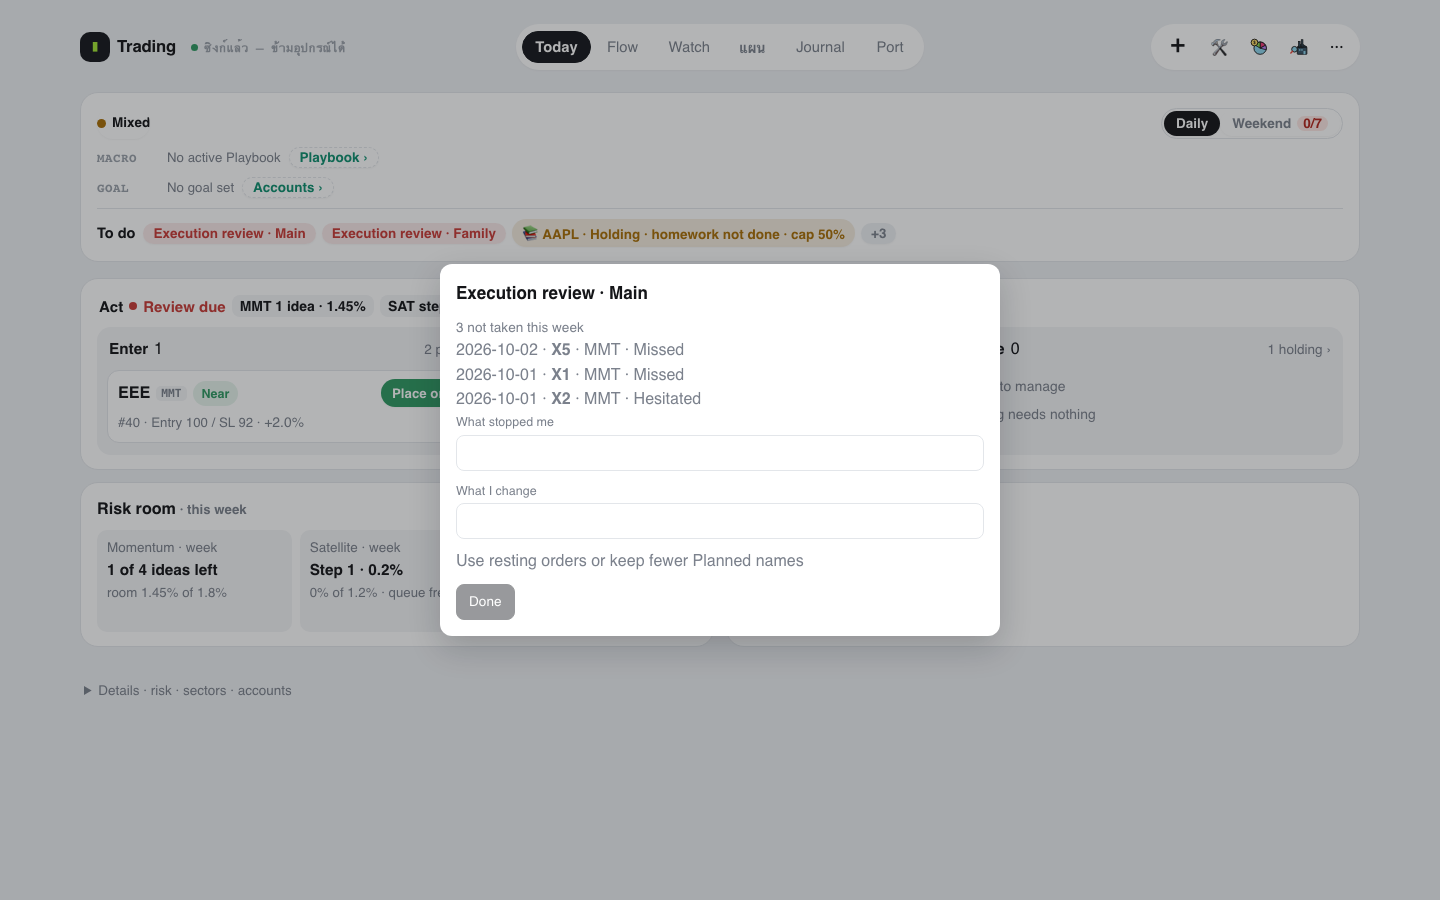 Trading
ซิงก์แล้ว — ข้ามอุปกรณ์ได้
Today
Flow
Watch
แผน
Journal
Port
Mixed
Daily
Weekend 0/7
MACRO No active Playbook Playbook ›
GOAL No goal set Accounts ›
To do Execution review · Main Execution review · Family AAPL · Holding · homework not done · cap 50% +3
Act Review due MMT 1 idea · 1.45% SAT ste
Enter 1
EEE MMT Near
#40 · Entry 100 / SL 92 · +2.0%
Execution review · Main
3 not taken this week
2026-10-02 · X5 · MMT · Missed
2026-10-01 · X1 · MMT · Missed
2026-10-01 · X2 · MMT · Hesitated
What stopped me
What I change
Use resting orders or keep fewer Planned names
Done
0 1 holding ›
to manage
needs nothing
Risk room · this week
Momentum · week
1 of 4 ideas left
room 1.45% of 1.8%
Satellite · week
Step 1 · 0.2%
0% of 1.2% · queue fre
Details · risk · sectors · accounts